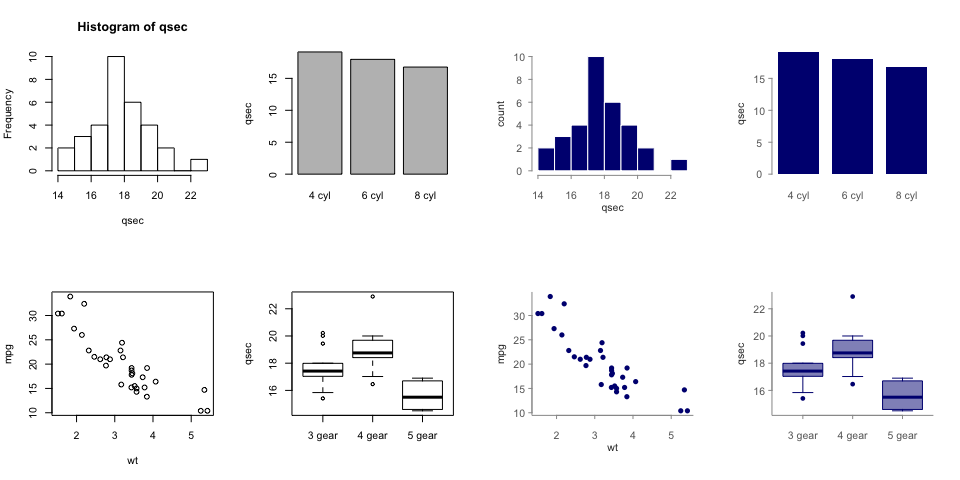 Histogram of qsec
Frequency
0 2 4 6 8 10
14 16 18 20 22
qsec
qsec
0 5 10 15
4 cyl 6 cyl 8 cyl
count
0 2 4 6 8 10
14 16 18 20 22
qsec
qsec
0 5 10 15
4 cyl 6 cyl 8 cyl
mpg
10 15 20 25 30
2 3 4 5
wt
qsec
16 18 20 22
3 gear 4 gear 5 gear
mpg
10 15 20 25 30
2 3 4 5
wt
qsec
16 18 20 22
3 gear 4 gear 5 gear